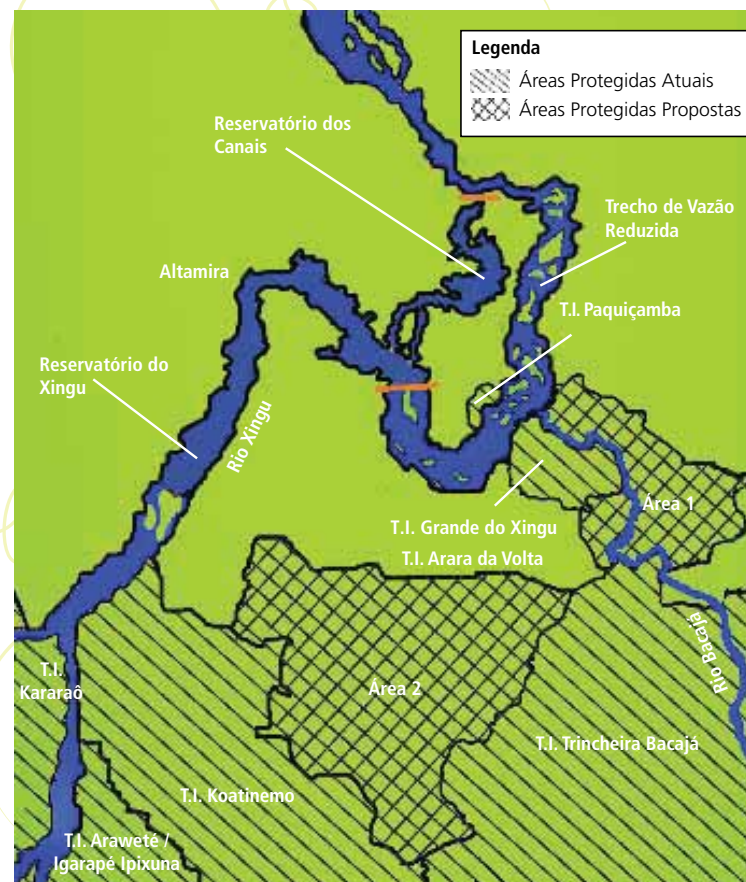 Legenda
Áreas Protegidas Atuais
Áreas Protegidas Propostas
Reservatório dos
Canais
Trecho de Vazão
Reduzida
Altamira
T.I. Paquiçamba
Reservatório do
Xingu
Rio Xingu
Área 1
T.I. Grande do Xingu
T.I. Arara da Volta
Rio Bacajá
T.I.
Kararaô
Área 2
T.I. Trincheira Bacajá
T.I. Koatinemo
T.I. Araweté /
Igarapé Ipixuna